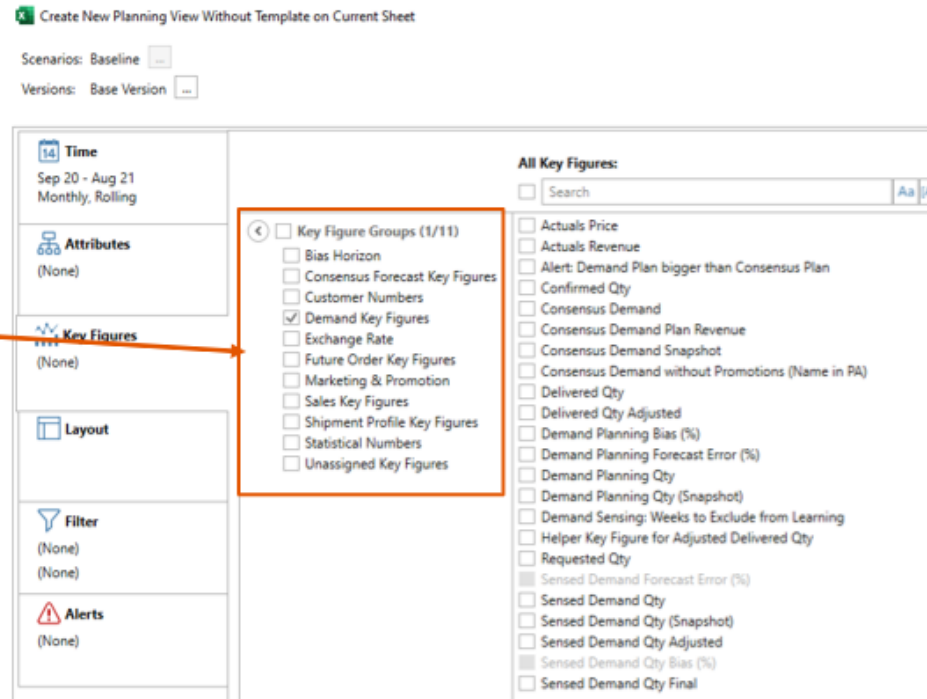 Create New Planning View Without Template on Current Sheet
Scenarios: Baseline ...
Versions: Base Version ...
14 Time
Sep 20 - Aug 21
Monthly, Rolling
Attributes
(None)
Key Figures
(None)
Layout
Filter
(None)
(None)
Alerts
(None)
Key Figure Groups (1/11)
Bias Horizon
Consensus Forecast Key Figures
Customer Numbers
Demand Key Figures
Exchange Rate
Future Order Key Figures
Marketing & Promotion
Sales Key Figures
Shipment Profile Key Figures
Statistical Numbers
Unassigned Key Figures
All Key Figures:
Search Aa
Actuals Price
Actuals Revenue
Alert: Demand Plan bigger than Consensus Plan
Confirmed Qty
Consensus Demand
Consensus Demand Plan Revenue
Consensus Demand Snapshot
Consensus Demand without Promotions (Name in PA)
Delivered Qty
Delivered Qty Adjusted
Demand Planning Bias (%)
Demand Planning Forecast Error (%)
Demand Planning Qty
Demand Planning Qty (Snapshot)
Demand Sensing: Weeks to Exclude from Learning
Helper Key Figure for Adjusted Delivered Qty
Requested Qty
Sensed Demand Forecast Error (%)
Sensed Demand Qty
Sensed Demand Qty (Snapshot)
Sensed Demand Qty Adjusted
Sensed Demand Qty Bias (%)
Sensed Demand Qty Final